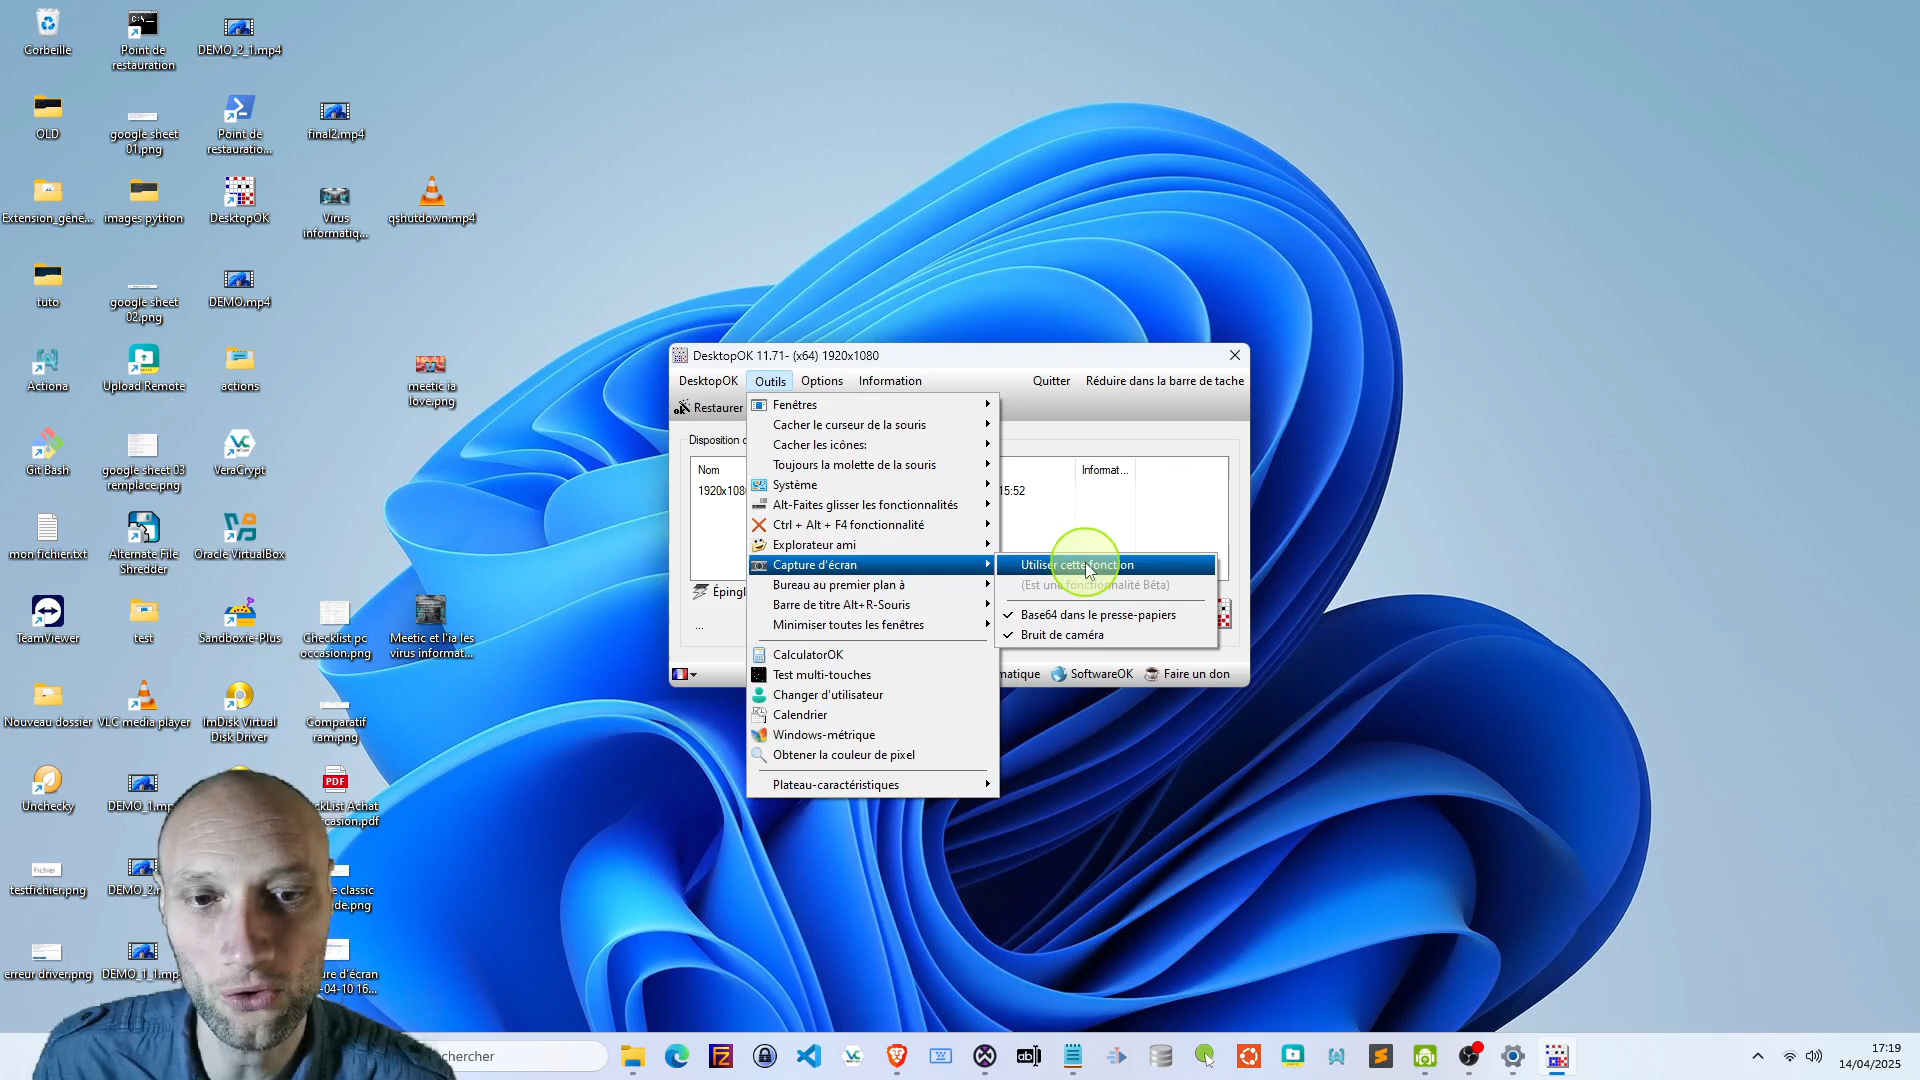 Corbeille
Point de
restauration
DEMO_2_1.mp4
OLD
google sheet
01.png
Point de
restauratio...
final2.mp4
Extension_géné...
images python
DesktopOK
Virus
informatiq...
qshutdown.mp4
tuto
google sheet
02.png
DEMO.mp4
Actiona
Upload Remote
actions
meetic ia
love.png
Git Bash
google sheet 03
remplace.png
VeraCrypt
mon fichier.txt
Alternate File
Shredder
Oracle VirtualBox
TeamViewer
test
Sandboxie-Plus
Checklist pc
occasion.png
Meetic et l'ia les
virus informat...
Nouveau dossier
VLC media player
ImDisk Virtual
Disk Driver
Comparatif
ram.png
Unchecky
DEMO_1.mp
PDF
ckList Achat
casion.pdf
Fichier
testfichier.png
DEMO_2.
e classic
de.png
erreur driver.png
DEMO_1_1.mp
ure d'écran
-04-10 16...
DesktopOK 11.71- (x64) 1920x1080
DesktopOK
Outils
Options
Information
Quitter
Réduire dans la barre de tache
Restaurer
Disposition
Nom
Informat...
1920x108
15:52
Épingl
...
Fenêtres
Cacher le curseur de la souris
Cacher les icônes:
Toujours la molette de la souris
Système
Alt-Faites glisser les fonctionnalités
Ctrl + Alt + F4 fonctionnalité
Explorateur ami
Capture d'écran
Bureau au premier plan à
Barre de titre Alt+R-Souris
Minimiser toutes les fenêtres
CalculatorOK
Test multi-touches
Changer d'utilisateur
Calendrier
Windows-métrique
Obtenir la couleur de pixel
Plateau-caractéristiques
Utiliser cette fonction
(Est une fonctionnalité Béta)
Base64 dans le presse-papiers
Bruit de caméra
matique
SoftwareOK
Faire un don
chercher
17:19
14/04/2025